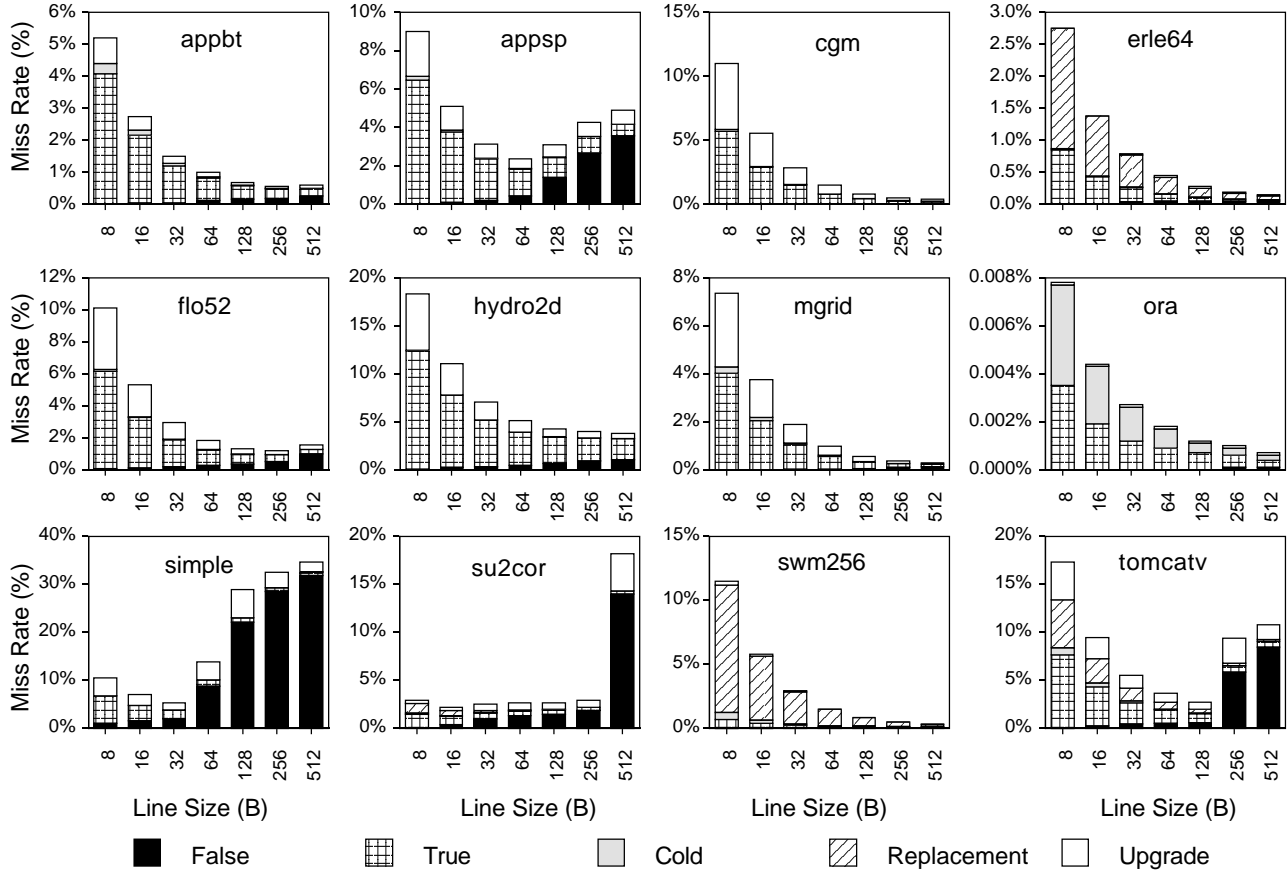 appbt
6%
5%
4%
3%
2%
1%
0%
Miss Rate (%)
8 16 32 64 128 256 512
appsp
10%
8%
6%
4%
2%
0%
8 16 32 64 128 256 512
cgm
15%
10%
5%
0%
8 16 32 64 128 256 512
erle64
3.0%
2.5%
2.0%
1.5%
1.0%
0.5%
0.0%
8 16 32 64 128 256 512
flo52
12%
10%
8%
6%
4%
2%
0%
Miss Rate (%)
8 16 32 64 128 256 512
hydro2d
20%
15%
10%
5%
0%
8 16 32 64 128 256 512
mgrid
8%
6%
4%
2%
0%
8 16 32 64 128 256 512
ora
0.008%
0.006%
0.004%
0.002%
0.000%
8 16 32 64 128 256 512
simple
40%
30%
20%
10%
0%
Miss Rate (%)
8 16 32 64 128 256 512
Line Size (B)
su2cor
20%
15%
10%
5%
0%
8 16 32 64 128 256 512
Line Size (B)
swm256
15%
10%
5%
0%
8 16 32 64 128 256 512
Line Size (B)
tomcatv
20%
15%
10%
5%
0%
8 16 32 64 128 256 512
Line Size (B)
False
True
Cold
Replacement
Upgrade